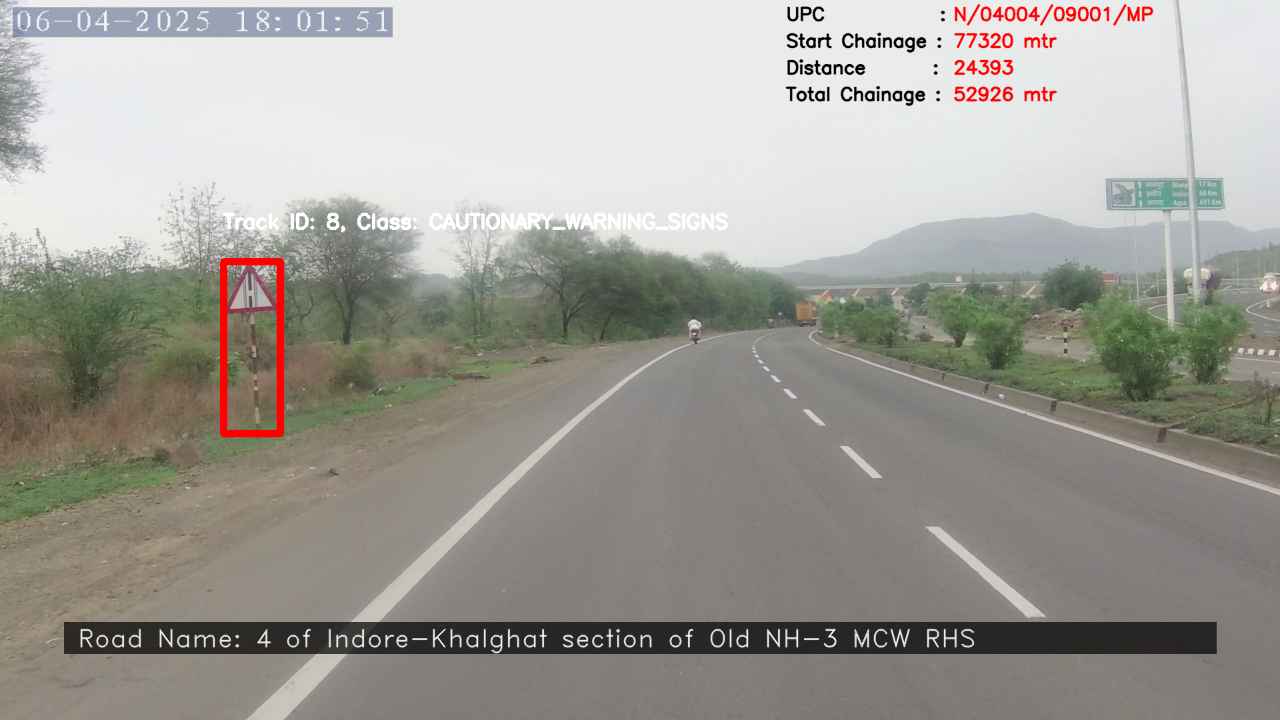 06-04-2025 18:01:51
UPC : N/04004/09001/MP
Start Chainage : 77320 mtr
Distance : 24393
Total Chainage : 52926 mtr
Track ID: 8, Class: CAUTIONARY_WARNING_SIGNS
Road Name: 4 of Indore-Khalghat section of Old NH-3 MCW RHS